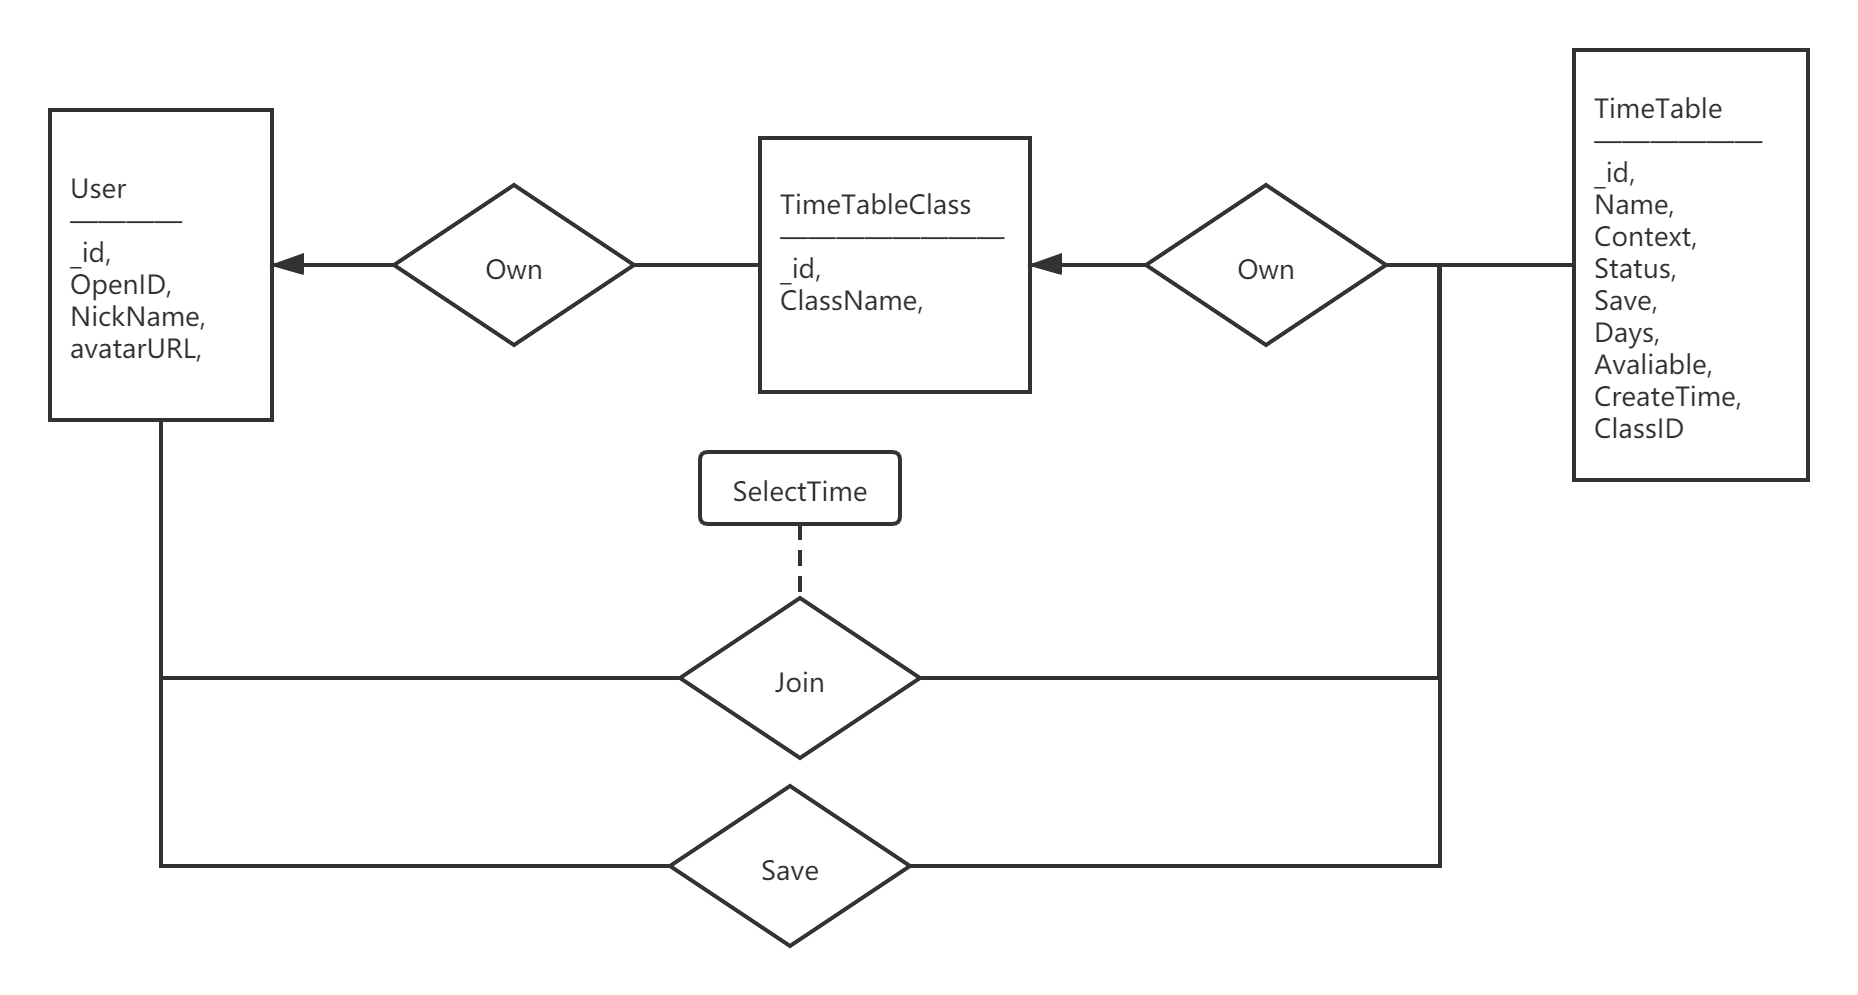 User
_id,
OpenID,
NickName,
avatarURL,
Own
TimeTableClass
_id,
ClassName,
Own
TimeTable
_id,
Name,
Context,
Status,
Save,
Days,
Avaliable,
CreateTime,
ClassID
SelectTime
Join
Save